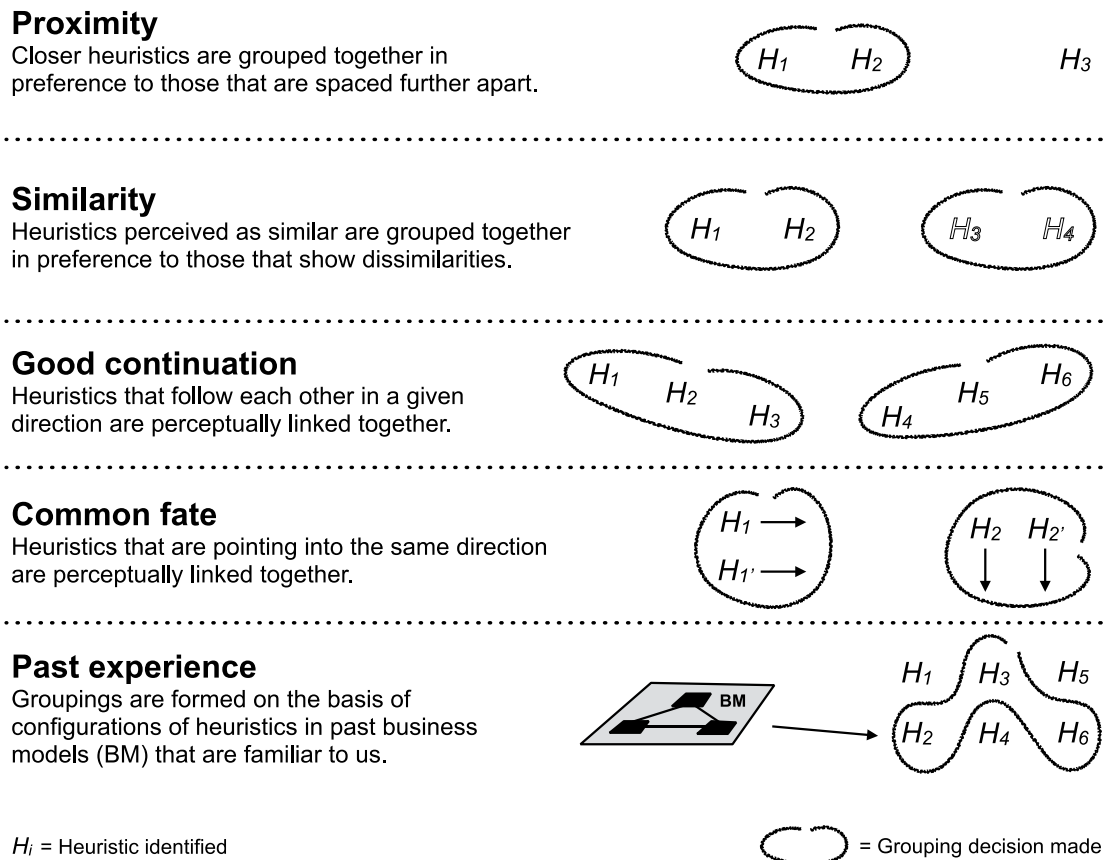 Proximity
Closer heuristics are grouped together in
preference to those that are spaced further apart.
H1 H2 H3
Similarity
Heuristics perceived as similar are grouped together
in preference to those that show dissimilarities.
H1 H2 H3 H4
Good continuation
Heuristics that follow each other in a given
direction are perceptually linked together.
H1 H2 H3 H4 H5 H6
Common fate
Heuristics that are pointing into the same direction
are perceptually linked together.
H1 H2 H2'
H1'
Past experience
Groupings are formed on the basis of
configurations of heuristics in past business
models (BM) that are familiar to us.
BM
H1 H3 H5
H2 H4 H6
Hi = Heuristic identified
= Grouping decision made